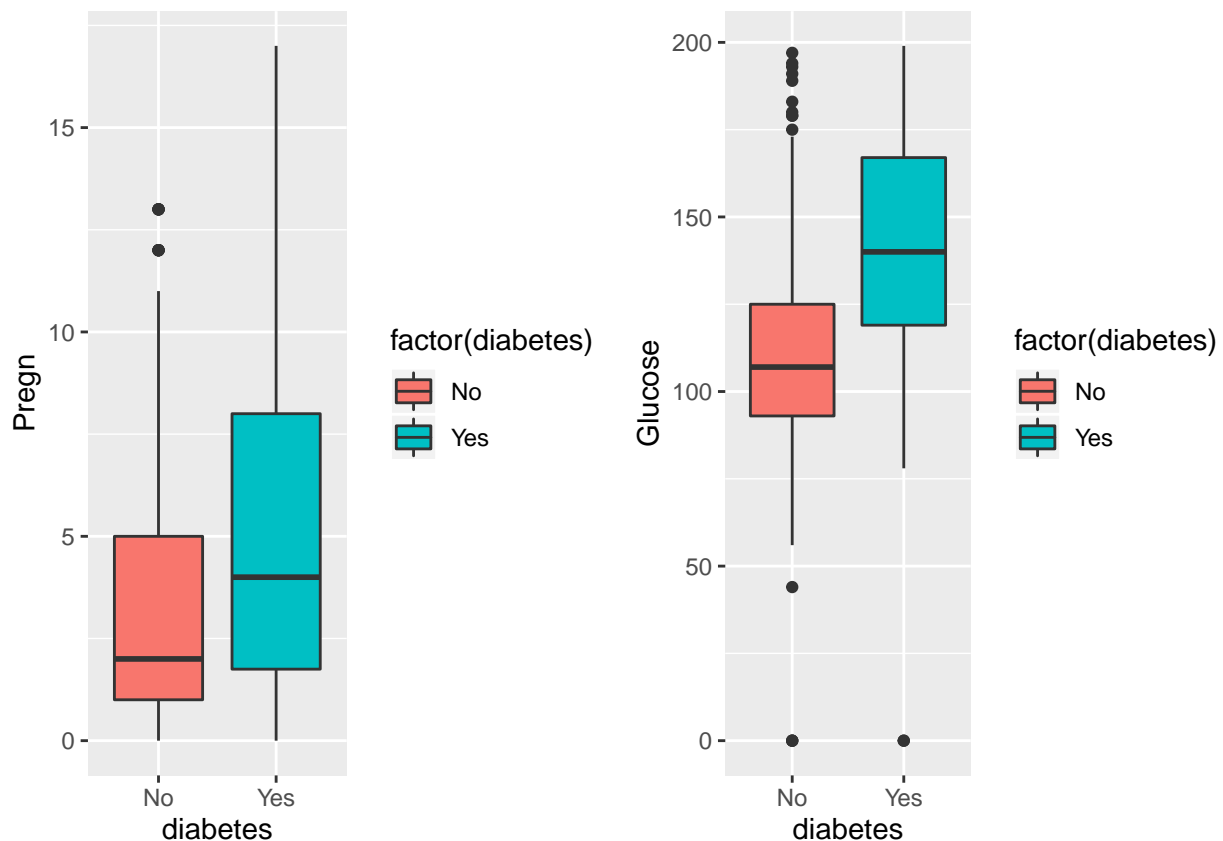 15
10
5
0
Pregn
No
Yes
diabetes
factor(diabetes)
No
Yes
200
150
100
50
0
Glucose
No
Yes
diabetes
factor(diabetes)
No
Yes